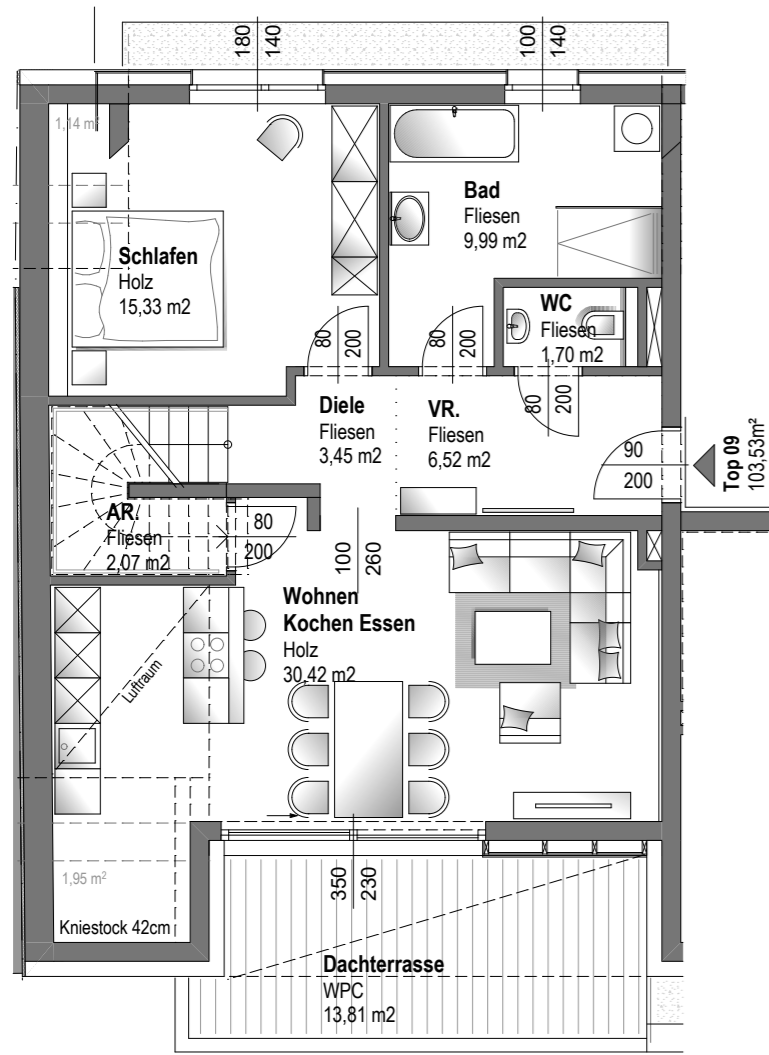 180
140
100
140
1,14 m²
Schlafen
Holz
15,33 m2
Bad
Fliesen
9,99 m2
WC
Fliesen
1,70 m2
80
200
80
200
80
200
Diele
Fliesen
3,45 m2
VR.
Fliesen
6,52 m2
90
200
Top 09
103,53m²
AR.
Fliesen
2,07 m2
80
200
100
260
Wohnen
Kochen Essen
Holz
30,42 m2
Luftraum
1,95 m²
Kniestock 42cm
350
230
Dachterrasse
WPC
13,81 m2